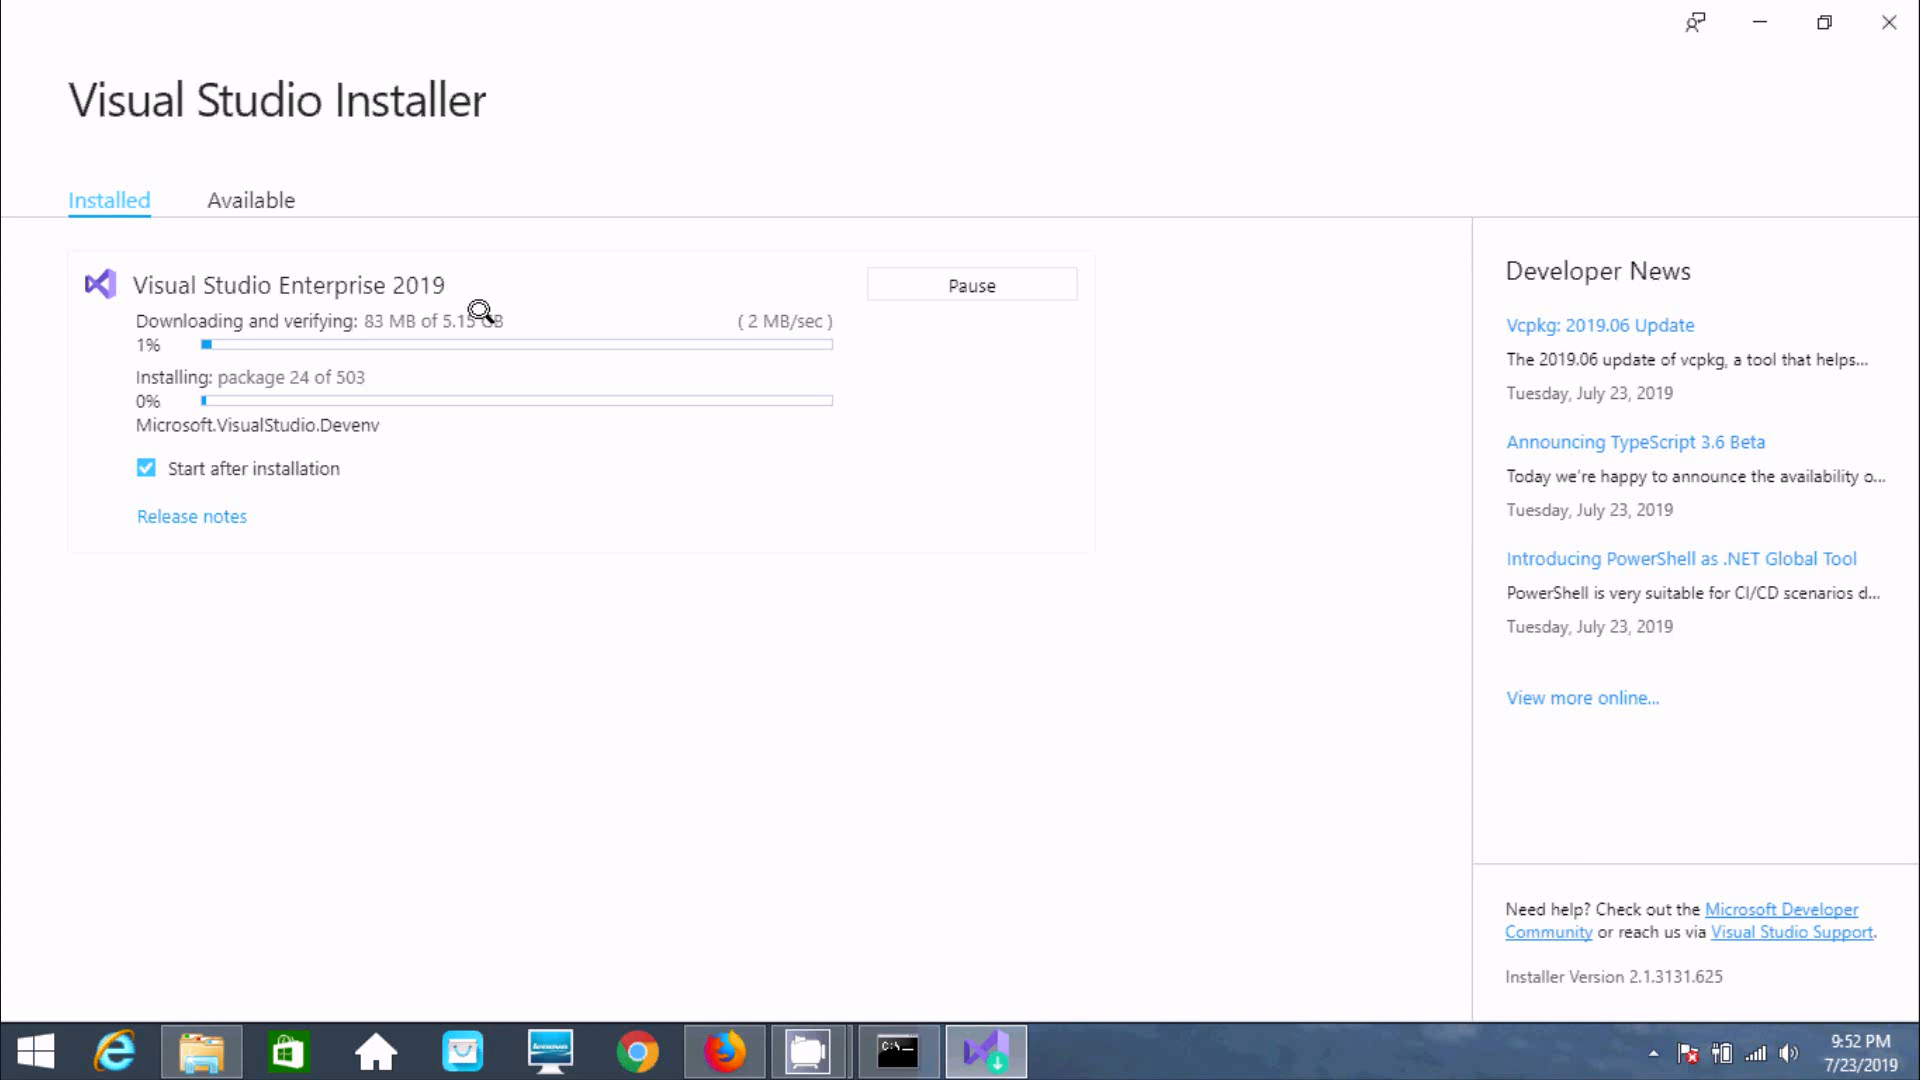 Visual Studio Installer
Installed
Available
Visual Studio Enterprise 2019
Pause
Downloading and verifying: 83 MB of 5.15 GB
( 2 MB/sec )
1%
Installing: package 24 of 503
0%
Microsoft.VisualStudio.Devenv
Start after installation
Release notes
Developer News
Vcpkg: 2019.06 Update
The 2019.06 update of vcpkg, a tool that helps...
Tuesday, July 23, 2019
Announcing TypeScript 3.6 Beta
Today we're happy to announce the availability o...
Tuesday, July 23, 2019
Introducing PowerShell as .NET Global Tool
PowerShell is very suitable for CI/CD scenarios d...
Tuesday, July 23, 2019
View more online...
Need help? Check out the Microsoft Developer
Community or reach us via Visual Studio Support.
Installer Version 2.1.3131.625
C:\_
9:52 PM
7/23/2019